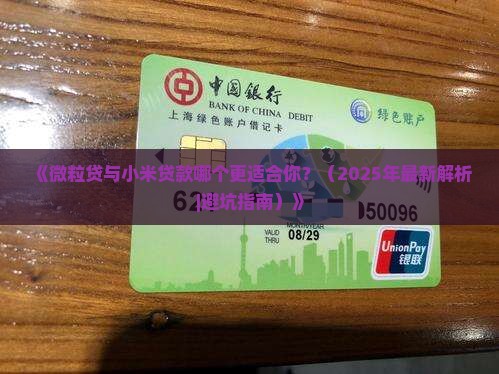 中国银行
BANK OF CHINA DEBIT
上海绿色账户借记卡
绿色账户
《微粒贷与小米贷款哪个更适合你？（2025年最新解析
|避坑指南）》
62
50096
MONTH/YEAR
VALID
THRU
08/29
UnionPay
银联